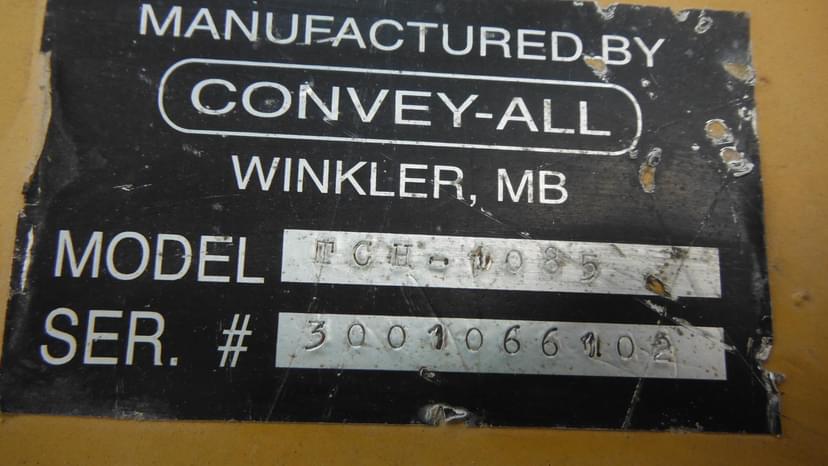 MANUFACTURED BY
CONVEY-ALL
WINKLER, MB
MODEL TCH-1085
SER. # 3001066102